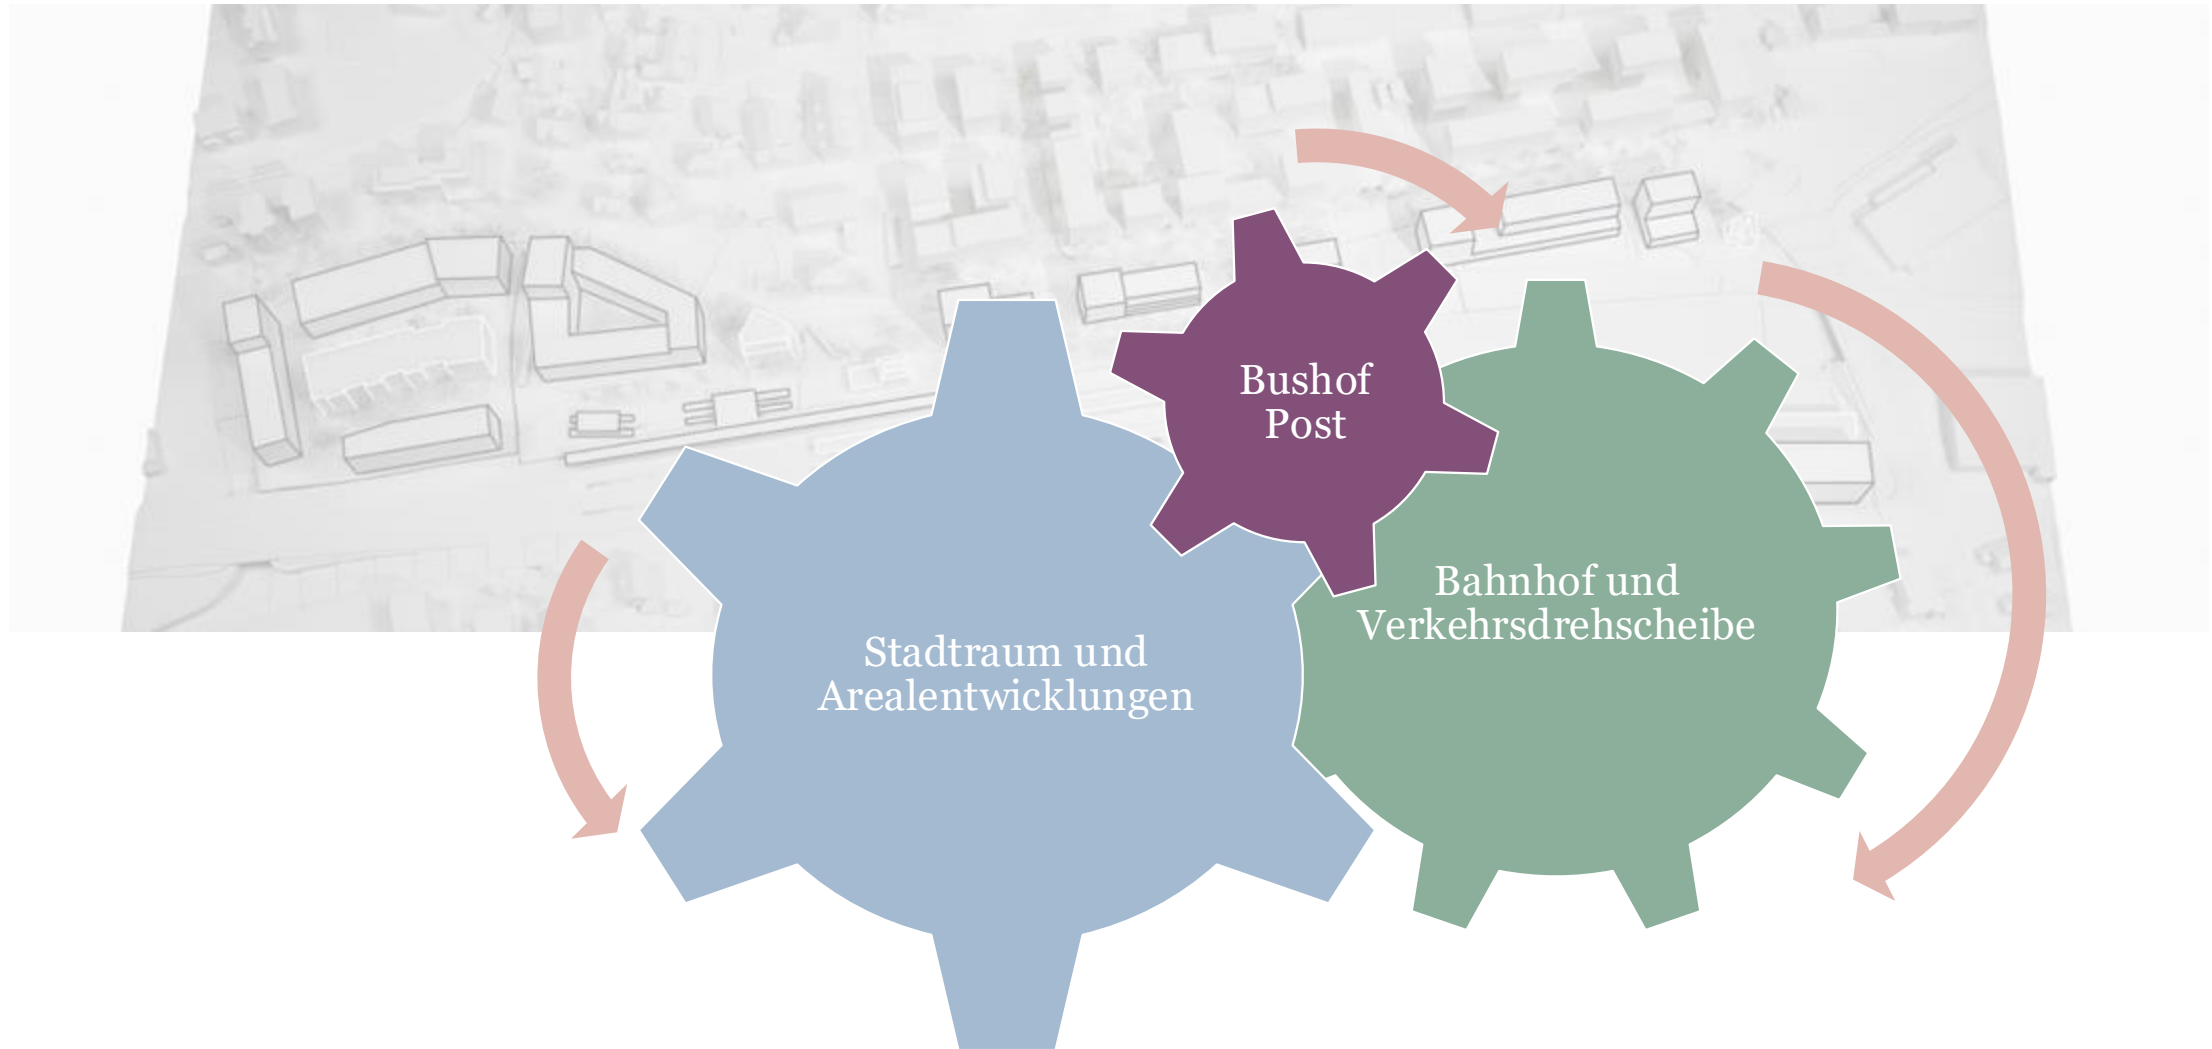 Bushof
Post
Bahnhof und
Verkehrsdrehscheibe
Stadtraum und
Arealentwicklungen